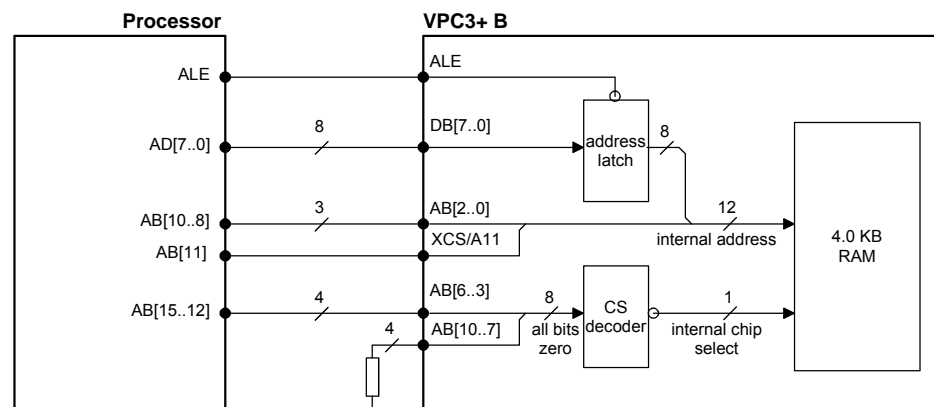 Processor
VPC3+ B
ALE
ALE
AD[7..0]
8
DB[7..0]
address
latch
8
AB[10..8]
3
AB[2..0]
12
internal address
AB[11]
XCS/A11
4.0 KB
RAM
AB[15..12]
4
AB[6..3]
8
all bits
zero
CS
decoder
1
internal chip
select
4
AB[10..7]